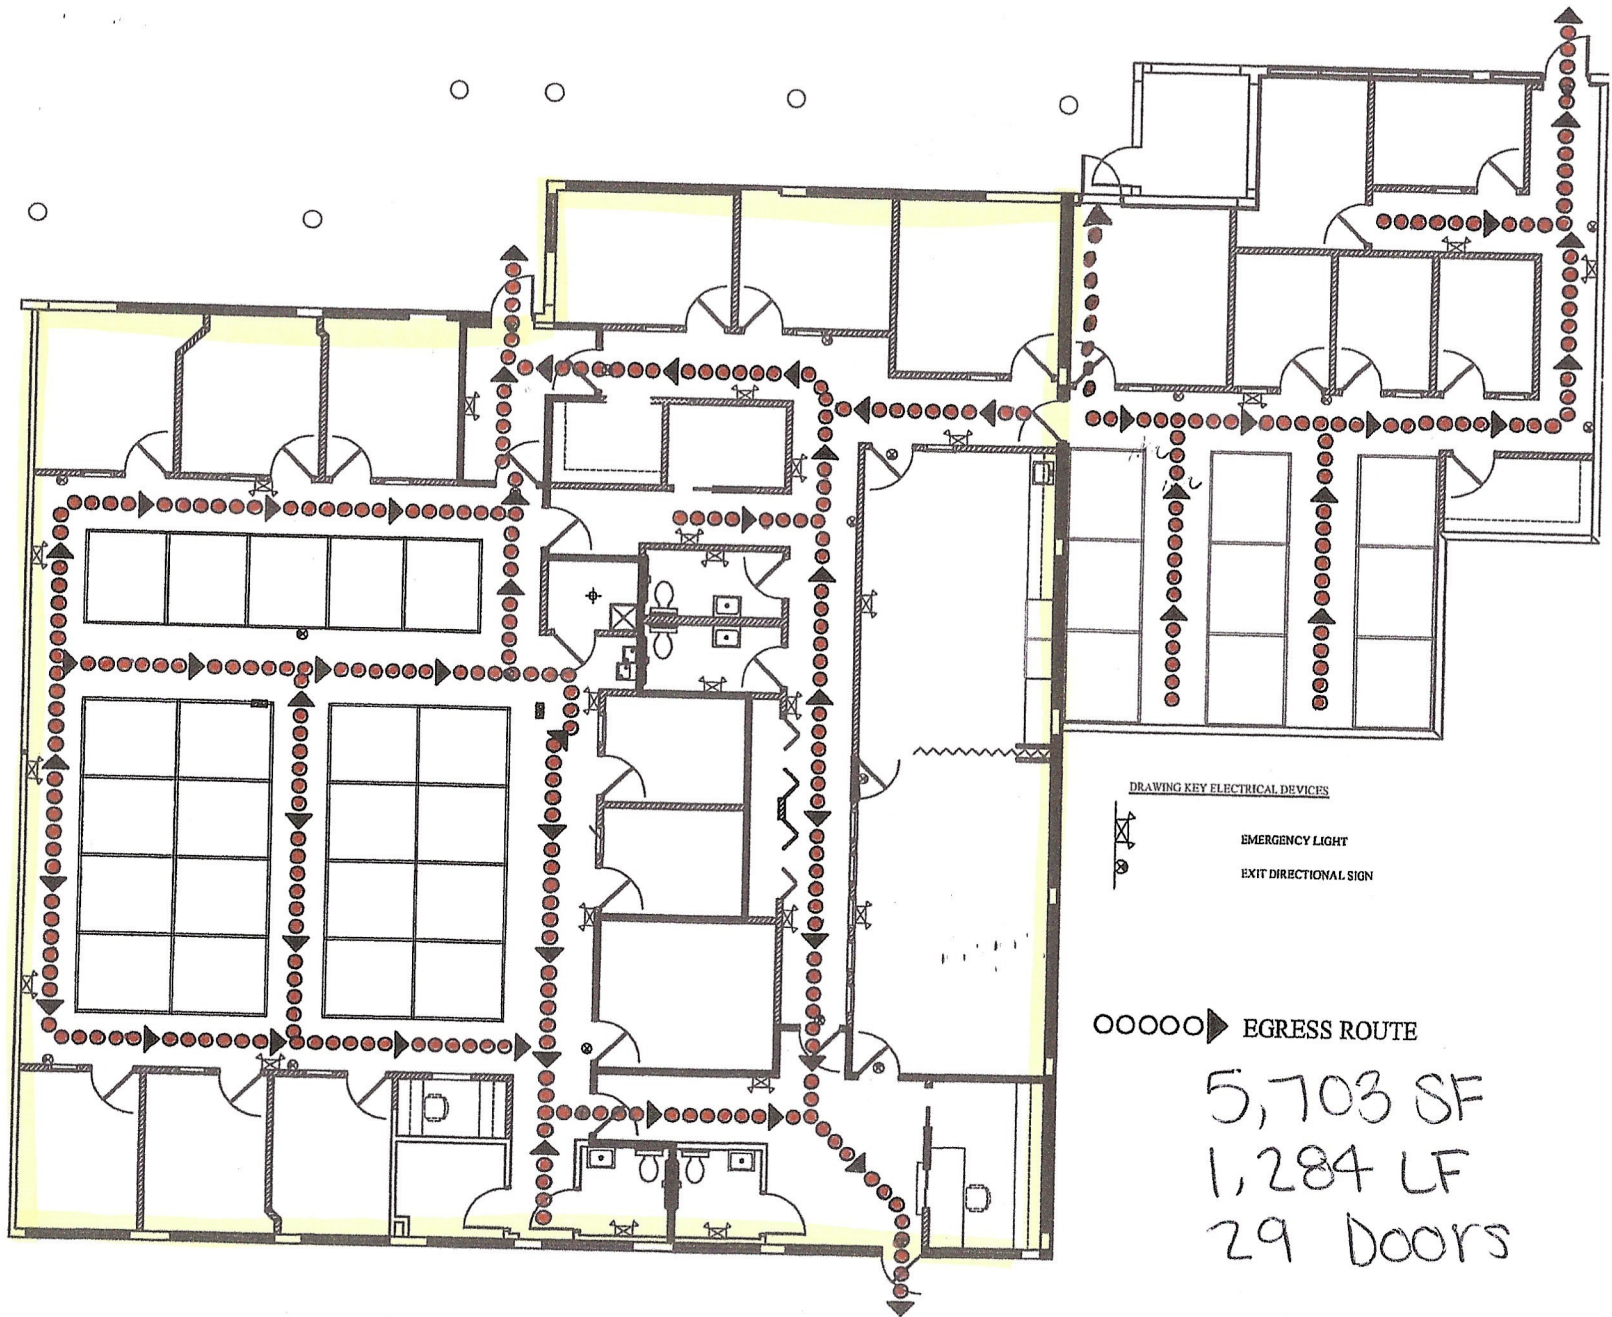 DRAWING KEY ELECTRICAL DEVICES
EMERGENCY LIGHT
EXIT DIRECTIONAL SIGN
EGRESS ROUTE
5,703 SF
1,284 LF
29 Doors